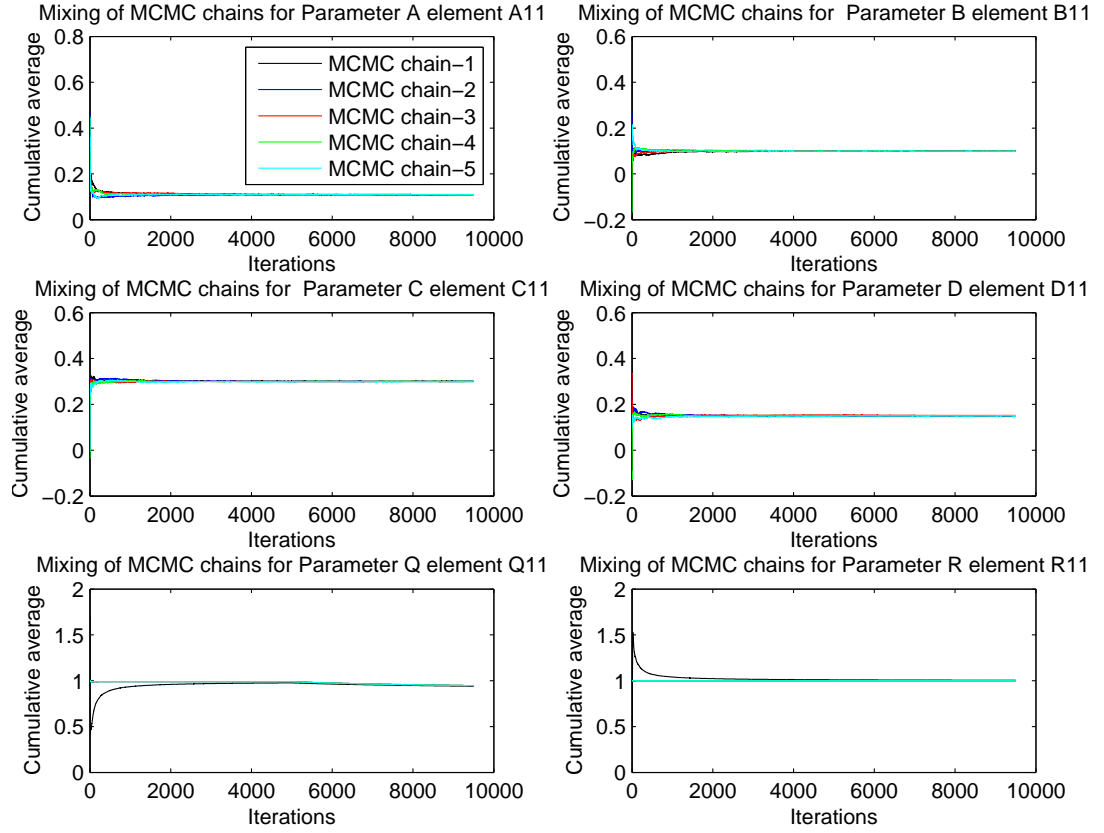 Mixing of MCMC chains for Parameter A element A11
Cumulative average
0.8
0.6
0.4
0.2
0
0 2000 4000 6000 8000 10000
Iterations
MCMC chain−1
MCMC chain−2
MCMC chain−3
MCMC chain−4
MCMC chain−5
Mixing of MCMC chains for Parameter B element B11
Cumulative average
0.6
0.4
0.2
0
−0.2
0 2000 4000 6000 8000 10000
Iterations
Mixing of MCMC chains for Parameter C element C11
Cumulative average
0.6
0.4
0.2
0
−0.2
0 2000 4000 6000 8000 10000
Iterations
Mixing of MCMC chains for Parameter D element D11
Cumulative average
0.6
0.4
0.2
0
−0.2
0 2000 4000 6000 8000 10000
Iterations
Mixing of MCMC chains for Parameter Q element Q11
Cumulative average
2
1.5
1
0.5
0
0 2000 4000 6000 8000 10000
Iterations
Mixing of MCMC chains for Parameter R element R11
Cumulative average
2
1.5
1
0.5
0
0 2000 4000 6000 8000 10000
Iterations